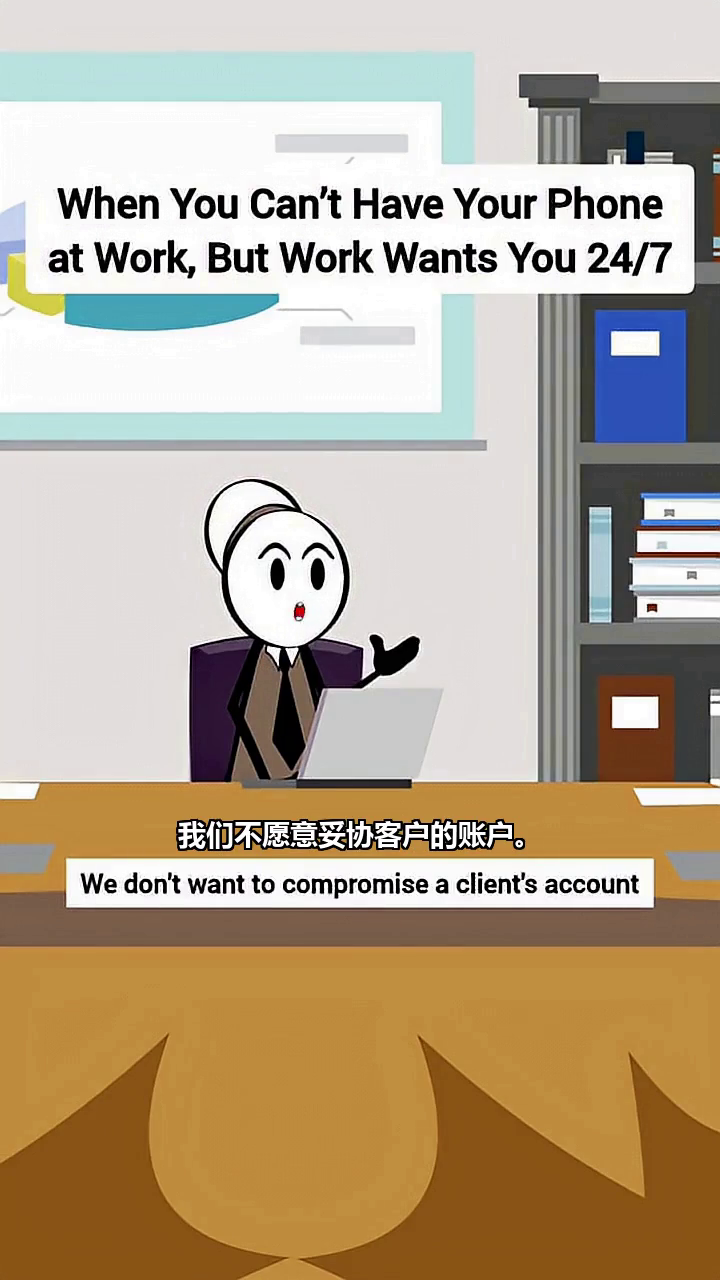 When You Can’t Have Your Phone
at Work, But Work Wants You 24/7
我们不愿意妥协客户的账户。
We don't want to compromise a client's account